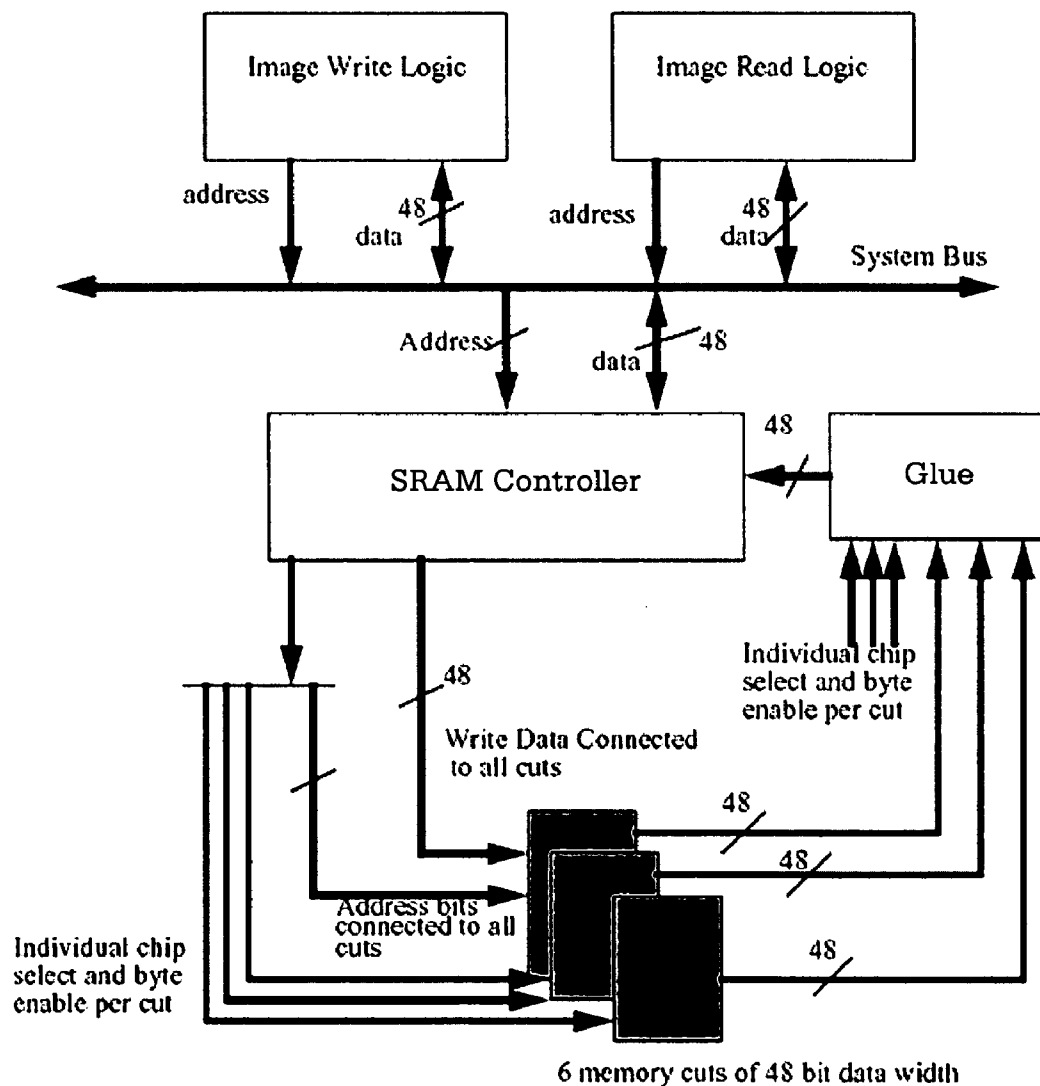 Image Write Logic
Image Read Logic
address
48
data
address
48
data
System Bus
Address
data
48
48
SRAM Controller
Glue
48
Individual chip
select and byte
enable per cut
Write Data Connected
to all cuts
48
48
Address bits
connected to all
cuts
Individual chip
select and byte
enable per cut
48
6 memory cuts of 48 bit data width